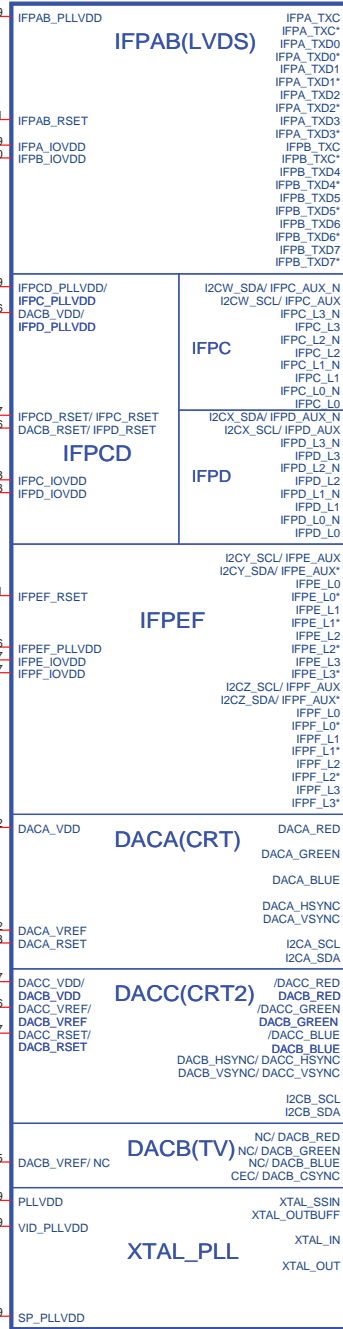 IFPAB_PLLVDD
IFPAB(LVDS)
IFPAB_RSET
IFPA_IOVDD
IFPB_IOVDD
IFPA_TXC
IFPA_TXC*
IFPA_TXD0
IFPA_TXD0*
IFPA_TXD1
IFPA_TXD1*
IFPA_TXD2
IFPA_TXD2*
IFPA_TXD3
IFPA_TXD3*
IFPB_TXC
IFPB_TXC*
IFPB_TXD4
IFPB_TXD4*
IFPB_TXD5
IFPB_TXD5*
IFPB_TXD6
IFPB_TXD6*
IFPB_TXD7
IFPB_TXD7*
IFPCD_PLLVDD/
IFPC_PLLVDD
DACB_VDD/
IFPD_PLLVDD
IFPCD_RSET/ IFPC_RSET
DACB_RSET/ IFPD_RSET
IFPCD
IFPC_IOVDD
IFPD_IOVDD
IFPC
I2CW_SDA/ IFPC_AUX_N
I2CW_SCL/ IFPC_AUX
IFPC_L3_N
IFPC_L3
IFPC_L2_N
IFPC_L2
IFPC_L1_N
IFPC_L1
IFPC_L0_N
IFPC_L0
IFPD
I2CX_SDA/ IFPD_AUX_N
I2CX_SCL/ IFPD_AUX
IFPD_L3_N
IFPD_L3
IFPD_L2_N
IFPD_L2
IFPD_L1_N
IFPD_L1
IFPD_L0_N
IFPD_L0
IFPEF_RSET
IFPEF
IFPEF_PLLVDD
IFPE_IOVDD
IFPF_IOVDD
I2CY_SCL/ IFPE_AUX
I2CY_SDA/ IFPE_AUX*
IFPE_L0
IFPE_L0*
IFPE_L1
IFPE_L1*
IFPE_L2
IFPE_L2*
IFPE_L3
IFPE_L3*
I2CZ_SCL/ IFPF_AUX
I2CZ_SDA/ IFPF_AUX*
IFPF_L0
IFPF_L0*
IFPF_L1
IFPF_L1*
IFPF_L2
IFPF_L2*
IFPF_L3
IFPF_L3*
DACA_VDD
DACA(CRT)
DACA_VREF
DACA_RSET
DACA_RED
DACA_GREEN
DACA_BLUE
DACA_HSYNC
DACA_VSYNC
I2CA_SCL
I2CA_SDA
DACC_VDD/
DACB_VDD
DACC_VREF/
DACB_VREF
DACC_RSET/
DACB_RSET
DACC(CRT2)
/DACC_RED
DACB_RED
/DACC_GREEN
DACB_GREEN
/DACC_BLUE
DACB_BLUE
DACB_HSYNC/ DACC_HSYNC
DACB_VSYNC/ DACC_VSYNC
I2CB_SCL
I2CB_SDA
DACB(TV)
DACB_VREF/ NC
NC/ DACB_RED
NC/ DACB_GREEN
NC/ DACB_BLUE
CEC/ DACB_CSYNC
PLLVDD
VID_PLLVDD
XTAL_PLL
SP_PLLVDD
XTAL_SSIN
XTAL_OUTBUFF
XTAL_IN
XTAL_OUT